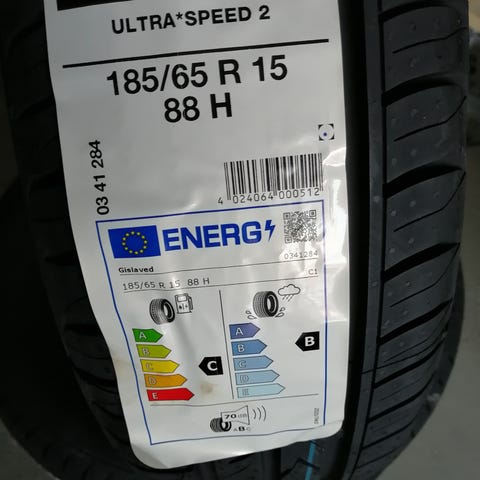 ULTRA*SPEED 2
185/65 R 15
88 H
03 41 284
4 024064 000512
ENERG
0341284
Gislaved
C1
185/65 R 15 88 H
A
B
C
D
E
C
A
B
C
D
E
B
70 dB
ABC